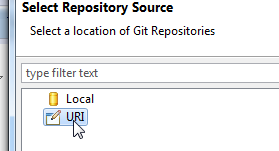 Select Repository Source
Select a location of Git Repositories
type filter text
Local
URI